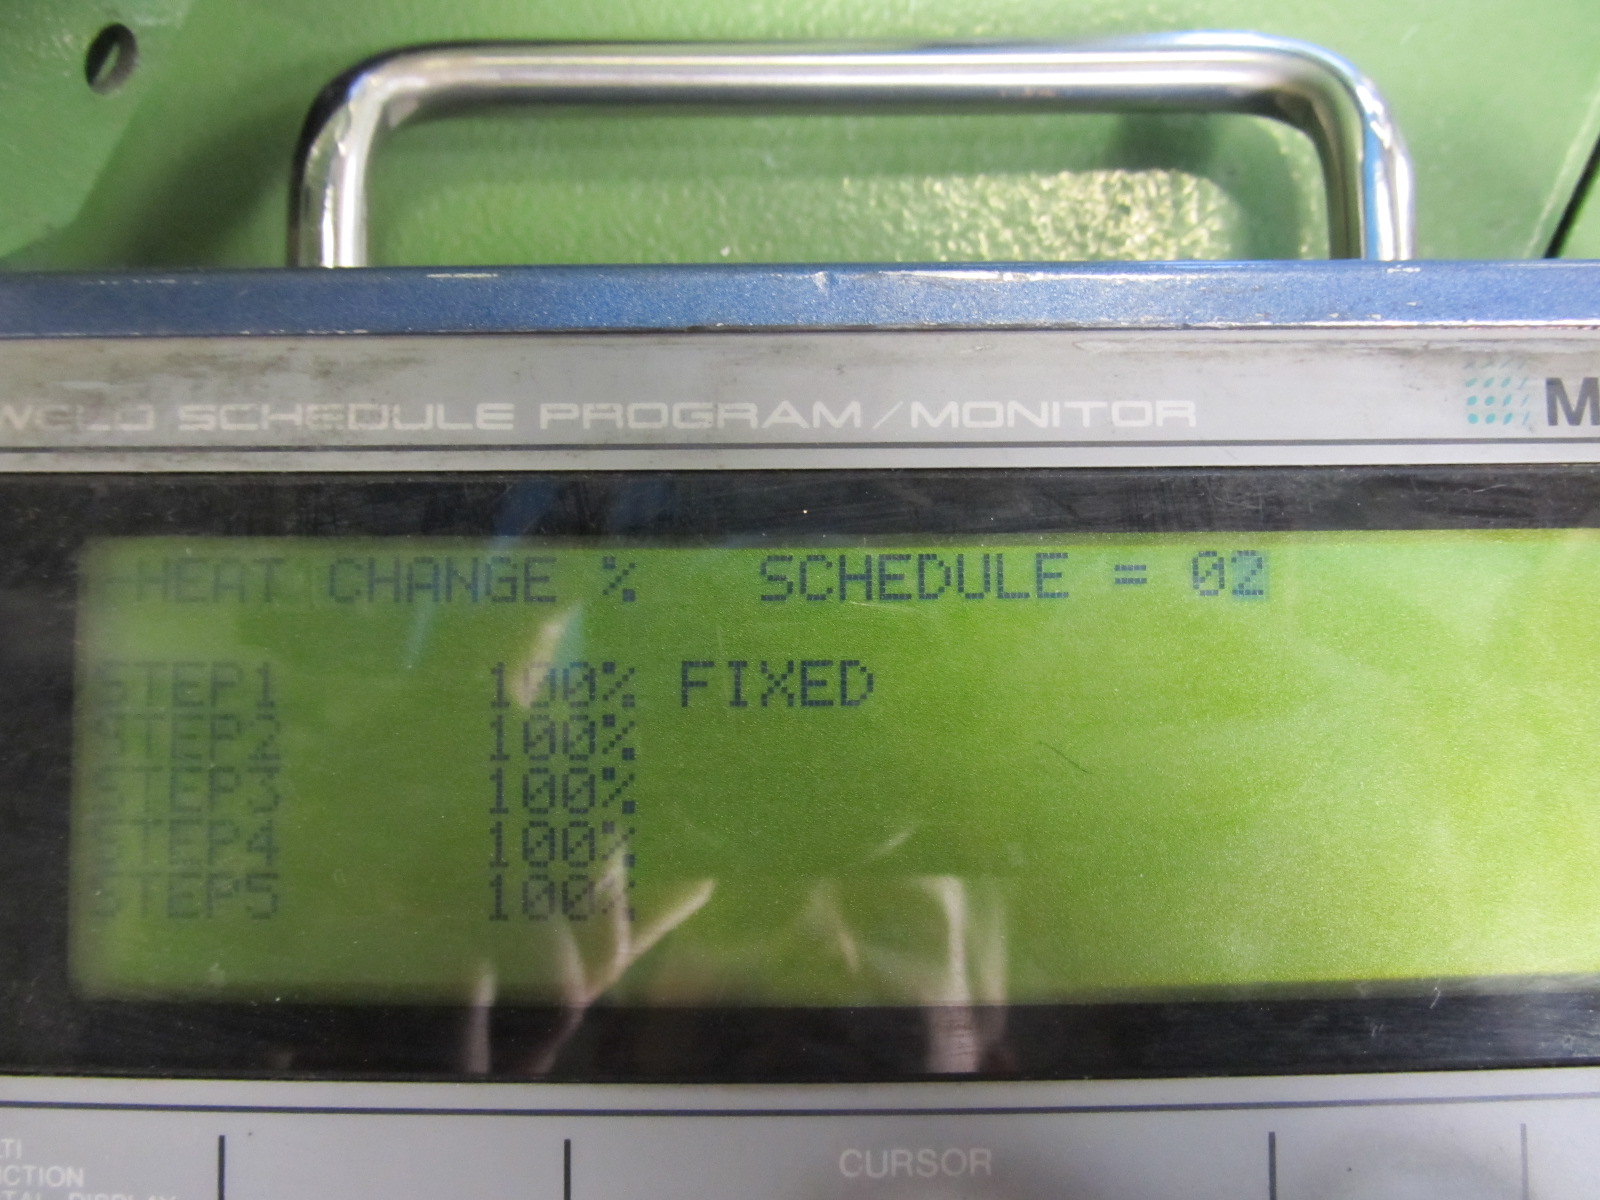 WELD SCHEDULE PROGRAM/MONITOR
M
HEAT CHANGE % SCHEDULE = 02
STEP1 100% FIXED
STEP2 100%
STEP3 100%
STEP4 100%
STEP5 100%
CURSOR